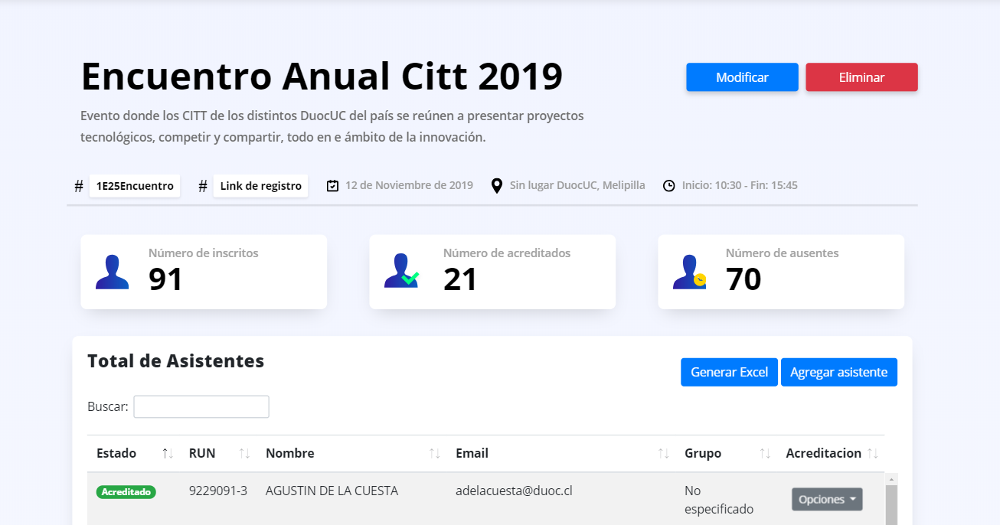 Encuentro Anual Citt 2019
Modificar
Eliminar
Evento donde los CITT de los distintos DuocUC del país se reúnen a presentar proyectos
tecnológicos, competir y compartir, todo en e ámbito de la innovación.
# 1E25Encuentro # Link de registro 12 de Noviembre de 2019 Sin lugar DuocUC, Melipilla Inicio: 10:30 - Fin: 15:45
Número de inscritos
91
Número de acreditados
21
Número de ausentes
70
Total de Asistentes
Generar Excel
Agregar asistente
Buscar:
Estado RUN Nombre Email Grupo Acreditacion
Acreditado 9229091-3 AGUSTIN DE LA CUESTA adelacuesta@duoc.cl No
especificado
Opciones